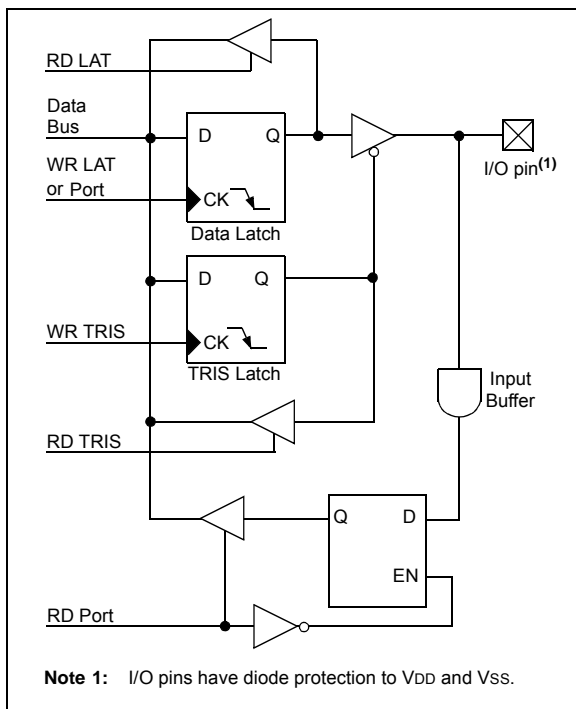 RD LAT
Data
Bus
WR LAT
or Port
D
Q
CK
Data Latch
I/O pin(1)
D
Q
WR TRIS
CK
TRIS Latch
Input
Buffer
RD TRIS
Q
D
EN
RD Port
Note 1: I/O pins have diode protection to VDD and VSS.